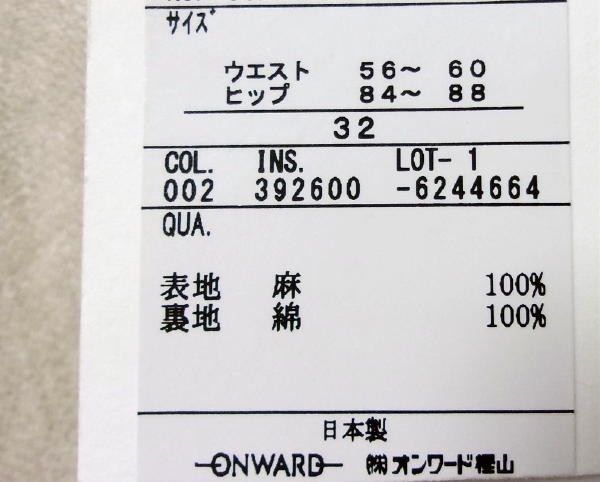 サイズ
ウエスト 56～ 60
ヒップ 84～ 88
32
COL. INS. LOT- 1
002 392600 -6244664
QUA.
表地 麻 100%
裏地 綿 100%
日本製
ONWARD ㈱オンワード樫山